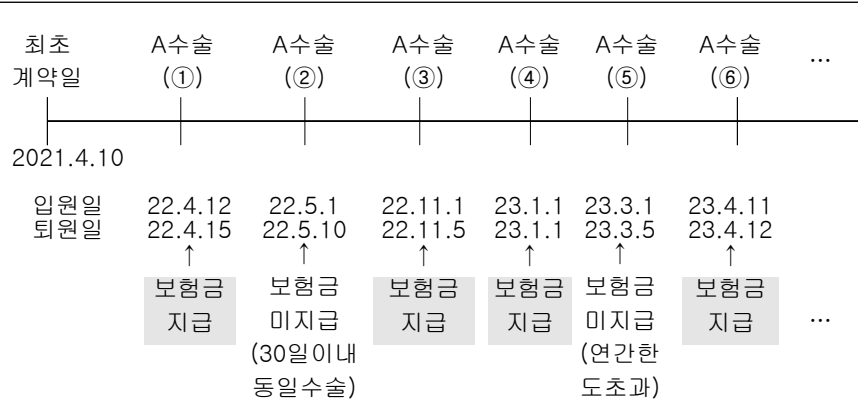 최초 A수술 A수술 A수술 A수술 A수술 A수술 …
계약일 (①) (②) (③) (④) (⑤) (⑥)
2021.4.10
입원일 22.4.12 22.5.1 22.11.1 23.1.1 23.3.1 23.4.11
퇴원일 22.4.15 22.5.10 22.11.5 23.1.1 23.3.5 23.4.12
↑ ↑ ↑ ↑ ↑ ↑
보험금 보험금 보험금 보험금 보험금 보험금
지급 미지급 지급 지급 미지급 지급 …
(30일이내 (연간한
동일수술) 도초과)